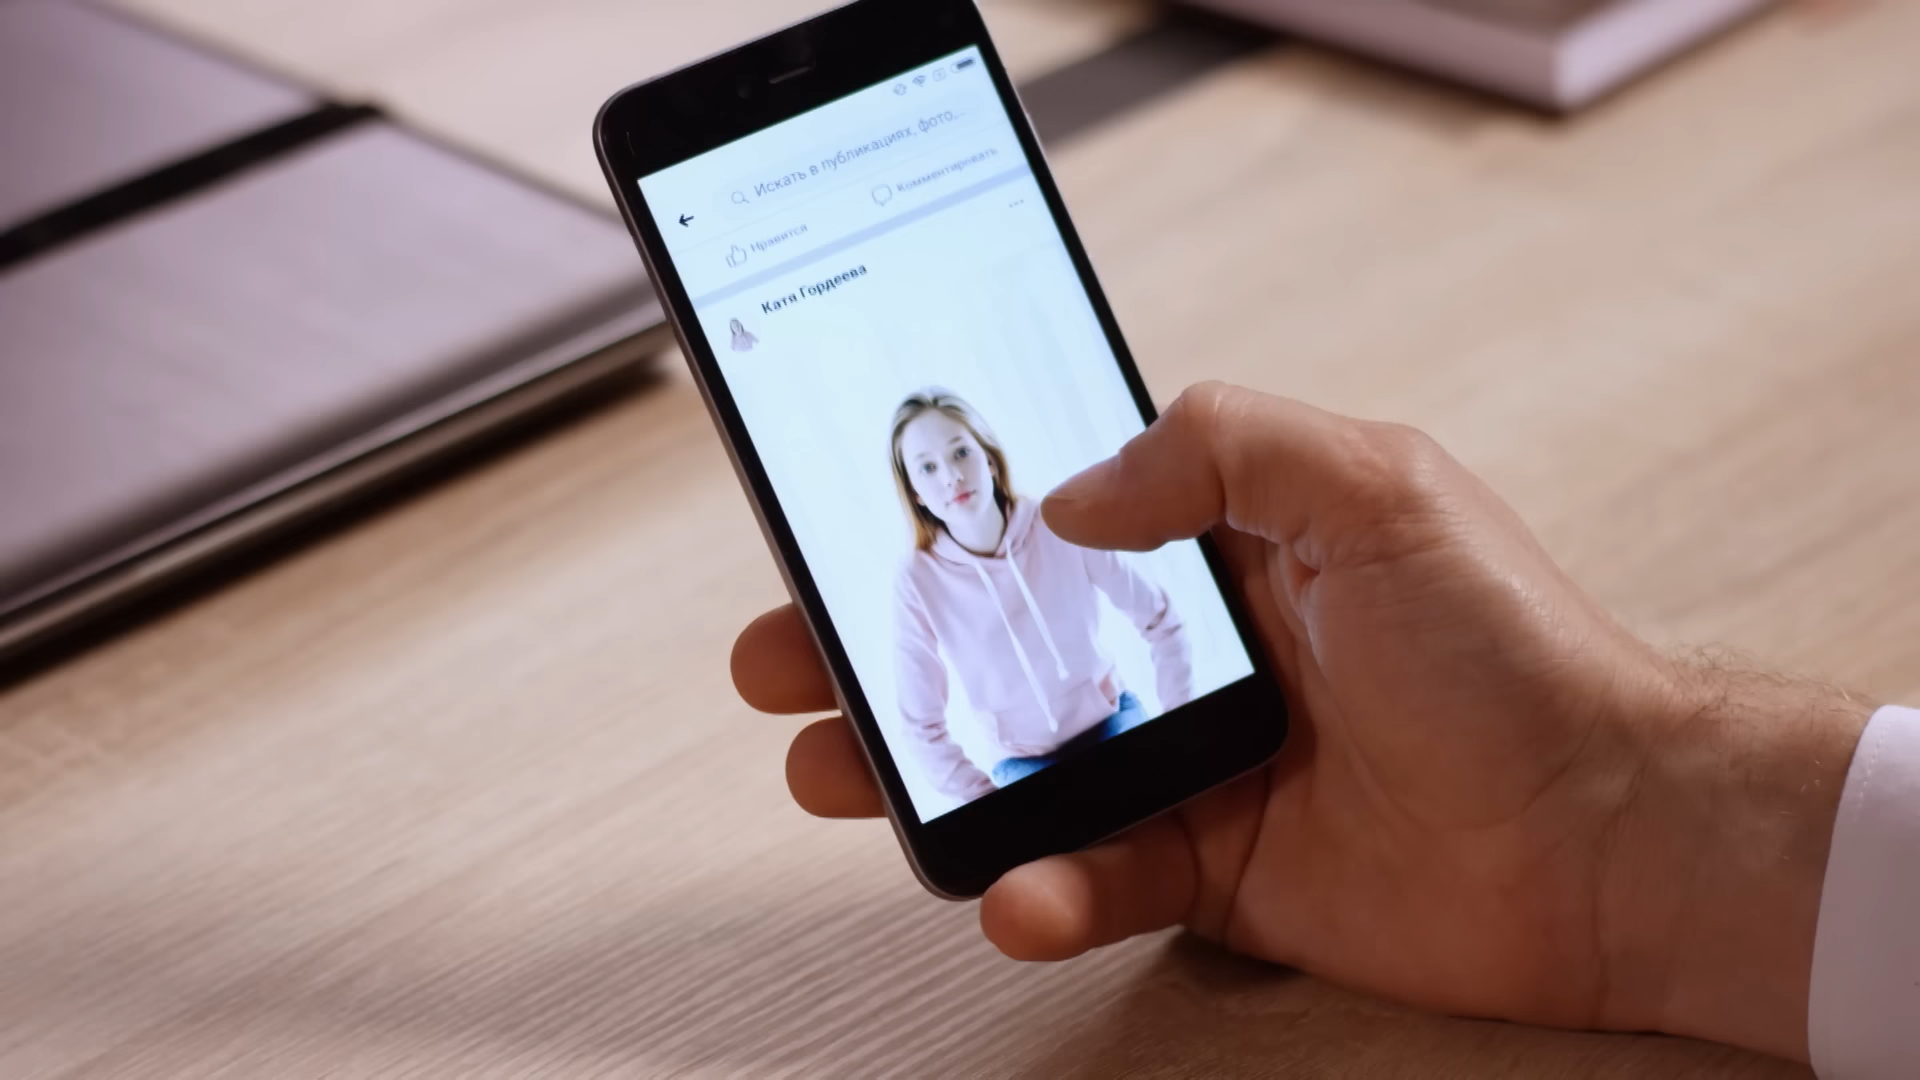 Искать в публикациях, фото,...
Нравится
Комментировать
Катя Гордеева